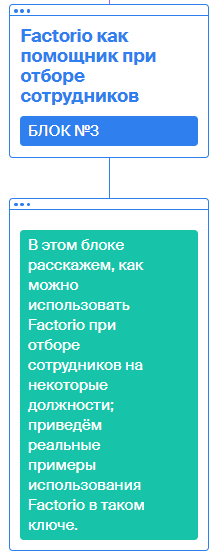 Factorio как
помощник при
отборе
сотрудников
БЛОК №3
В этом блоке
расскажем, как
можно
использовать
Factorio при
отборе
сотрудников на
некоторые
должности;
приведём
реальные
примеры
использования
Factorio в таком
ключе.